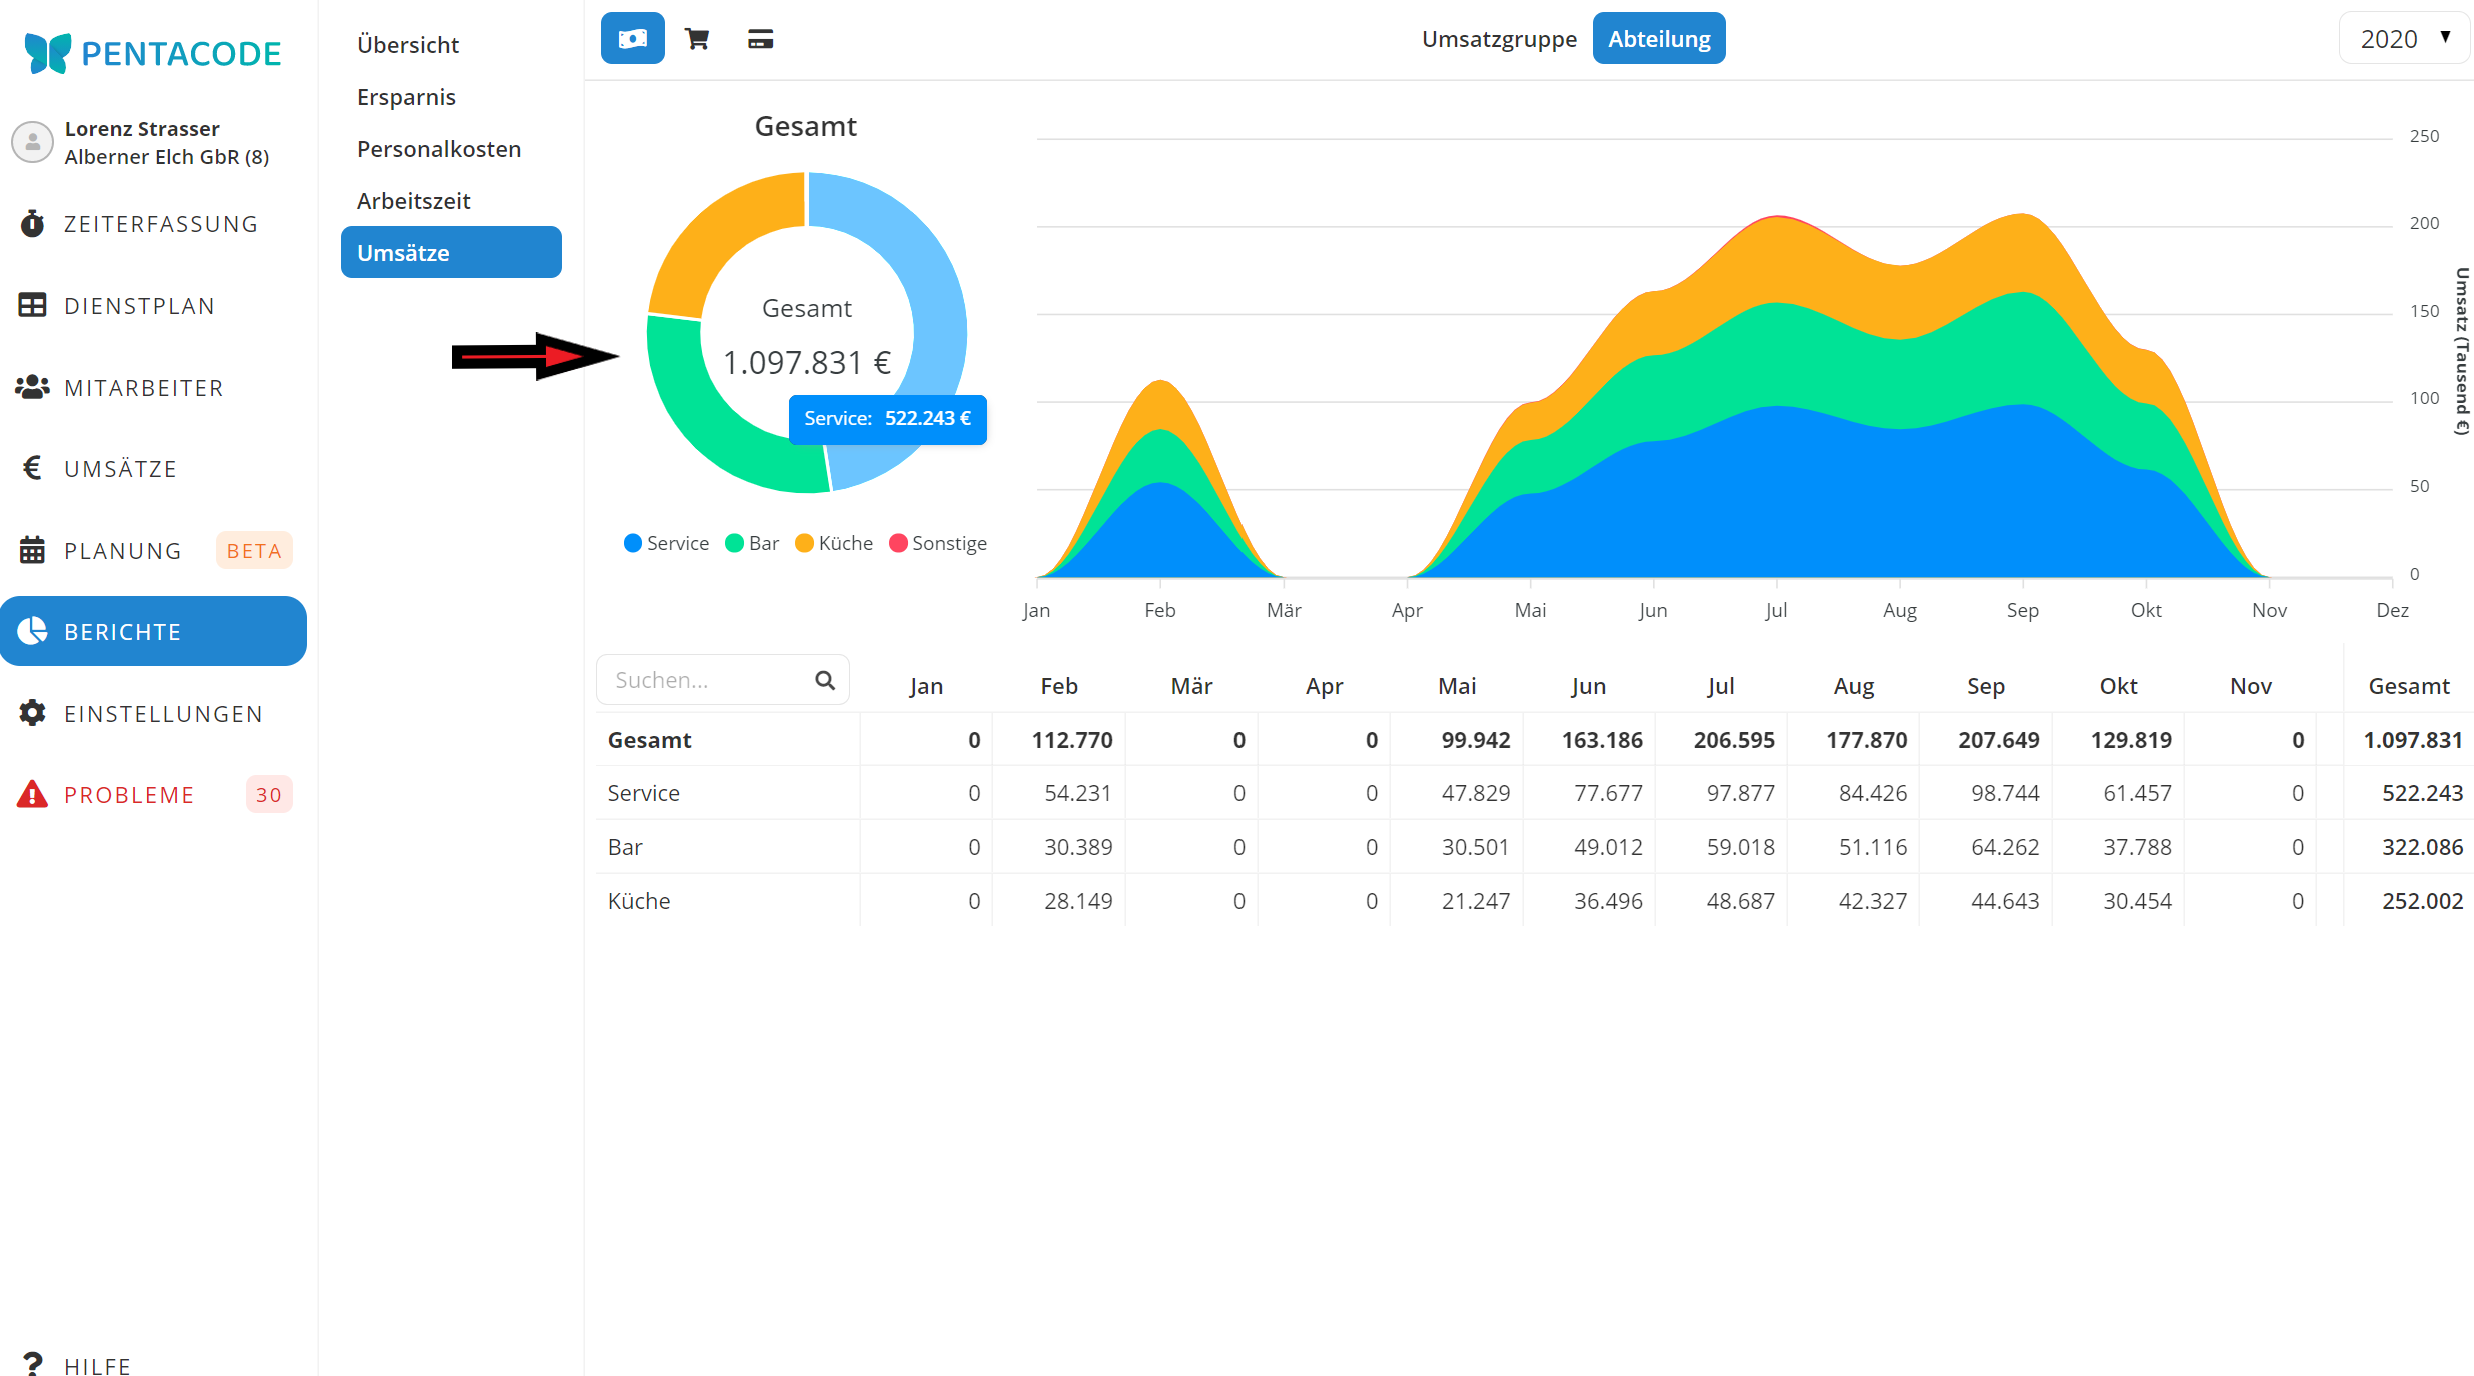 PENTACODE
Lorenz Strasser
Alberner Elch GbR (8)
ZEITERFASSUNG
DIENSTPLAN
MITARBEITER
€ UMSÄTZE
PLANUNG BETA
BERICHTE
EINSTELLUNGEN
PROBLEME 30
? HILFE
Übersicht
Ersparnis
Personalkosten
Arbeitszeit
Umsätze
Umsatzgruppe Abteilung 2020
Gesamt
Gesamt
1.097.831 €
Service: 522.243 €
Service Bar Küche Sonstige
250
200
150
100
50
0
Umsatz (Tausend €)
Jan Feb Mär Apr Mai Jun Jul Aug Sep Okt Nov Dez
Suchen... Jan Feb Mär Apr Mai Jun Jul Aug Sep Okt Nov Gesamt
Gesamt 0 112.770 0 0 99.942 163.186 206.595 177.870 207.649 129.819 0 1.097.831
Service 0 54.231 0 0 47.829 77.677 97.877 84.426 98.744 61.457 0 522.243
Bar 0 30.389 0 0 30.501 49.012 59.018 51.116 64.262 37.788 0 322.086
Küche 0 28.149 0 0 21.247 36.496 48.687 42.327 44.643 30.454 0 252.002